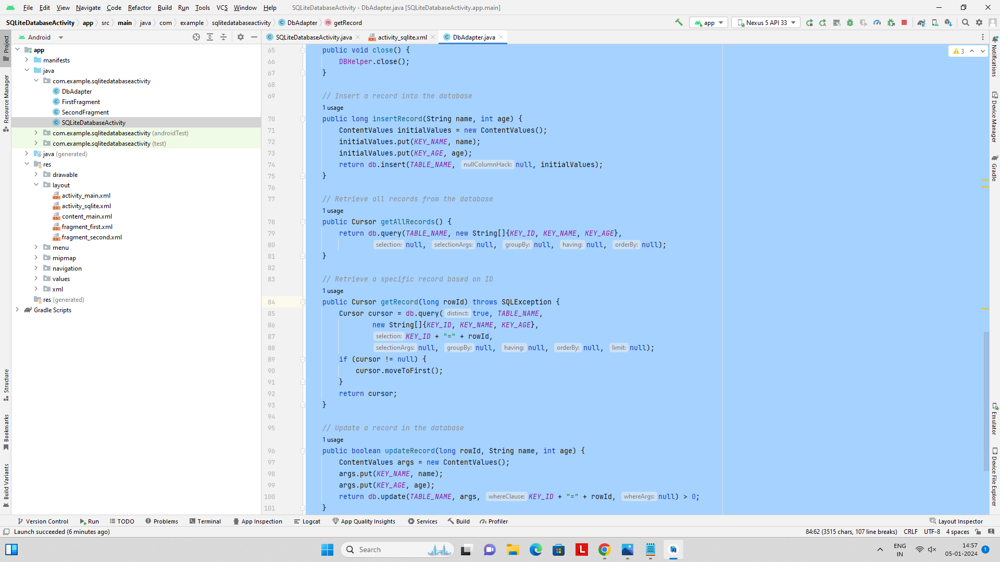 File Edit View Navigate Code Refactor Build Run Tools VCS Window Help SQLiteDatabaseActivity - DbAdapter.java [SQLiteDatabaseActivity.app.main]
SQLiteDatabaseActivity app src main java com example sqlitedatabaseactivity DbAdapter getRecord app Nexus 5 API 33
Android
SQLiteDatabaseActivity.java activity_sqlite.xml DbAdapter.java
Project
Resource Manager
Structure
Bookmarks
Build Variants
app
manifests
java
com.example.sqlitedatabaseactivity
DbAdapter
FirstFragment
SecondFragment
SQLiteDatabaseActivity
com.example.sqlitedatabaseactivity (androidTest)
com.example.sqlitedatabaseactivity (test)
java (generated)
res
drawable
layout
activity_main.xml
activity_sqlite.xml
content_main.xml
fragment_first.xml
fragment_second.xml
menu
mipmap
navigation
values
xml
res (generated)
Gradle Scripts
3
65 public void close() {
66 DBHelper.close();
67 }
68
69 // Insert a record into the database
1 usage
70 public long insertRecord(String name, int age) {
71 ContentValues initialValues = new ContentValues();
72 initialValues.put(KEY_NAME, name);
73 initialValues.put(KEY_AGE, age);
74 return db.insert(TABLE_NAME, nullColumnHack: null, initialValues);
75 }
76
77 // Retrieve all records from the database
1 usage
78 public Cursor getAllRecords() {
79 return db.query(TABLE_NAME, new String[]{KEY_ID, KEY_NAME, KEY_AGE},
80 selection: null, selectionArgs: null, groupBy: null, having: null, orderBy: null);
81 }
82
83 // Retrieve a specific record based on ID
1 usage
84 public Cursor getRecord(long rowId) throws SQLException {
85 Cursor cursor = db.query( distinct: true, TABLE_NAME,
86 new String[]{KEY_ID, KEY_NAME, KEY_AGE},
87 selection: KEY_ID + "=" + rowId,
88 selectionArgs: null, groupBy: null, having: null, orderBy: null, limit: null);
89 if (cursor != null) {
90 cursor.moveToFirst();
91 }
92 return cursor;
93 }
94
95 // Update a record in the database
1 usage
96 public boolean updateRecord(long rowId, String name, int age) {
97 ContentValues args = new ContentValues();
98 args.put(KEY_NAME, name);
99 args.put(KEY_AGE, age);
100 return db.update(TABLE_NAME, args, whereClause: KEY_ID + "=" + rowId, whereArgs: null) > 0;
101 }
Notifications
Device Manager
Gradle
Emulator
Device File Explorer
Version Control Run TODO Problems Terminal App Inspection Logcat App Quality Insights Services Build Profiler Layout Inspector
Launch succeeded (6 minutes ago) 84:62 (3515 chars, 107 line breaks) CRLF UTF-8 4 spaces
Search L ENG 14:57 1
IN 05-01-2024